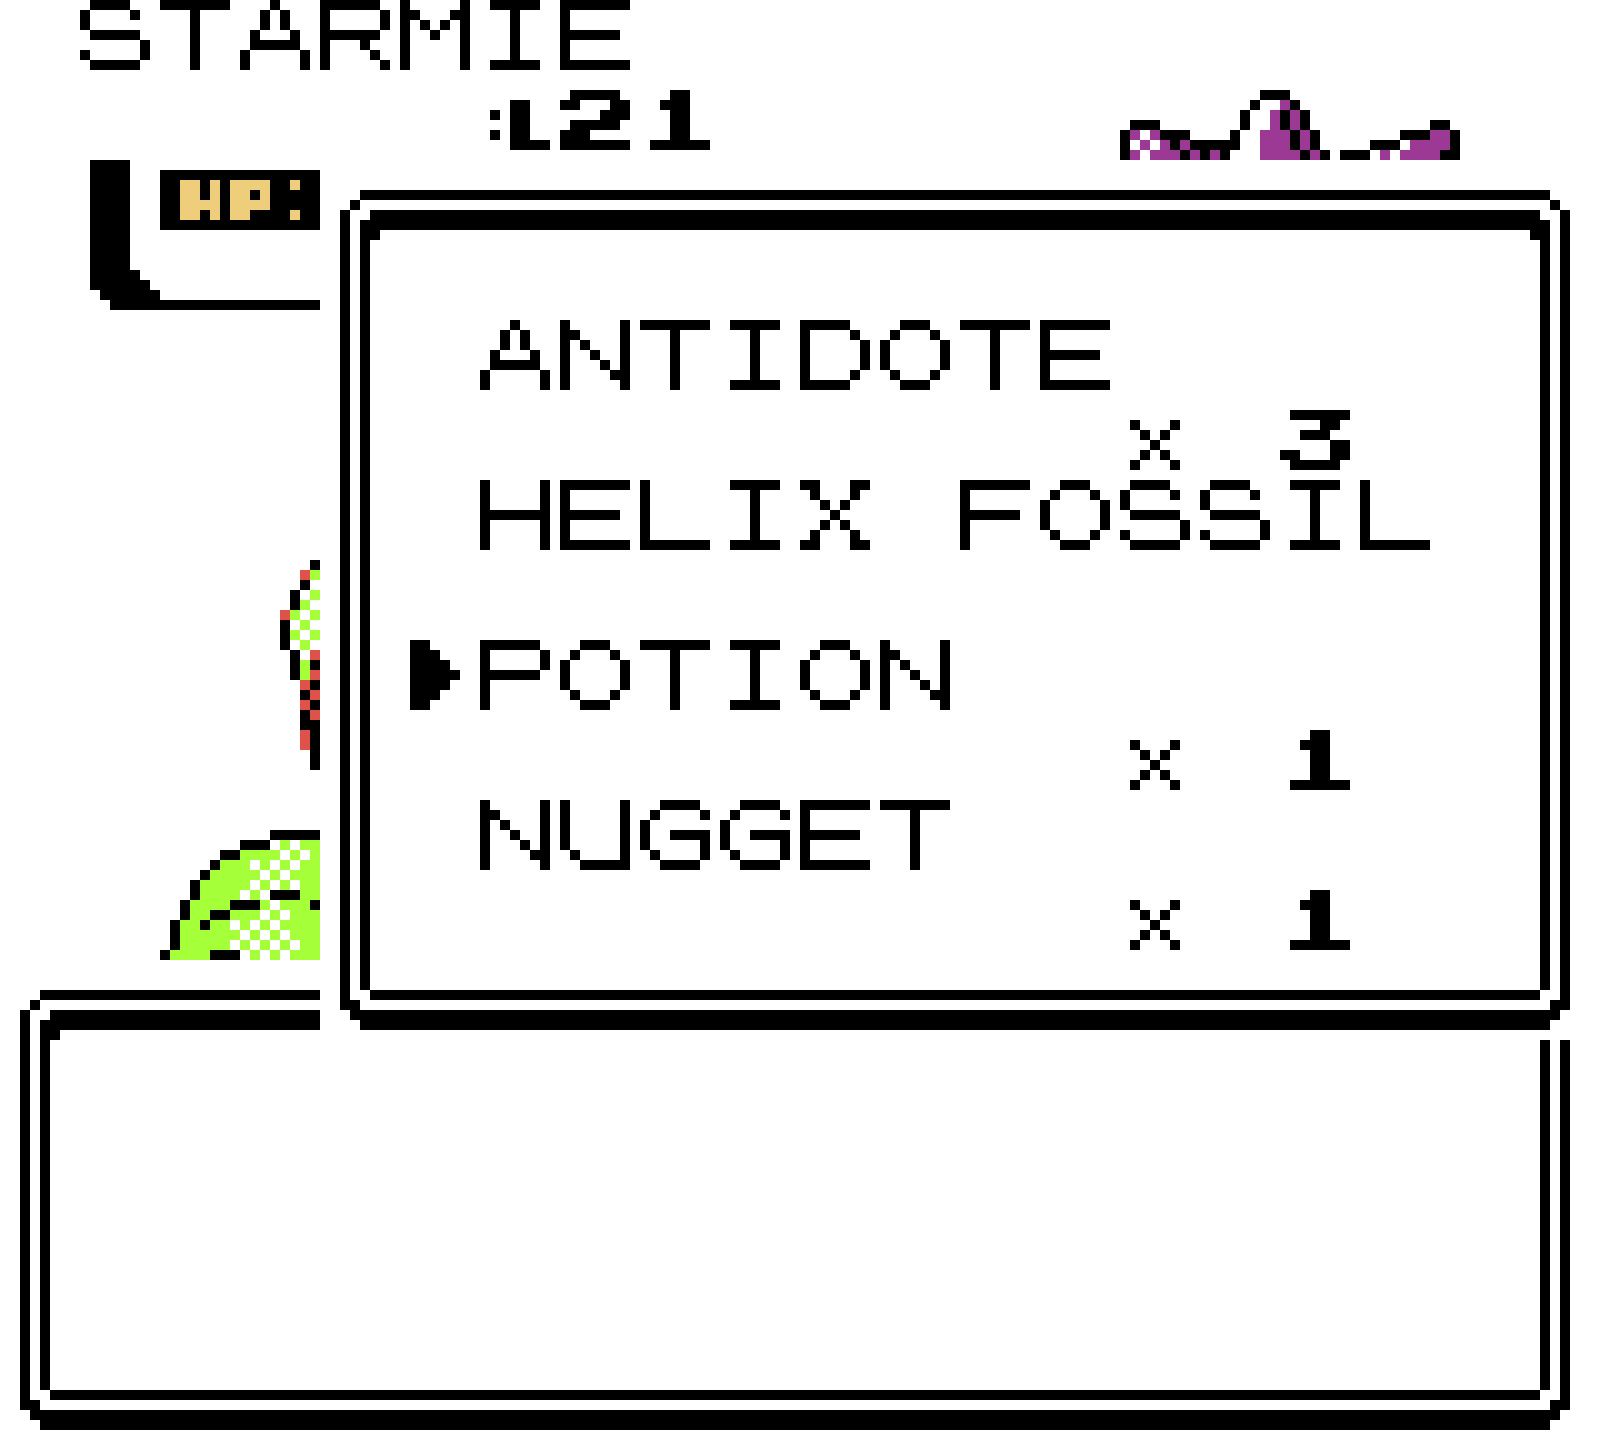 STARMIE
:L21
HP:
ANTIDOTE
× 3
HELIX FOSSIL
▶POTION
× 1
NUGGET
× 1